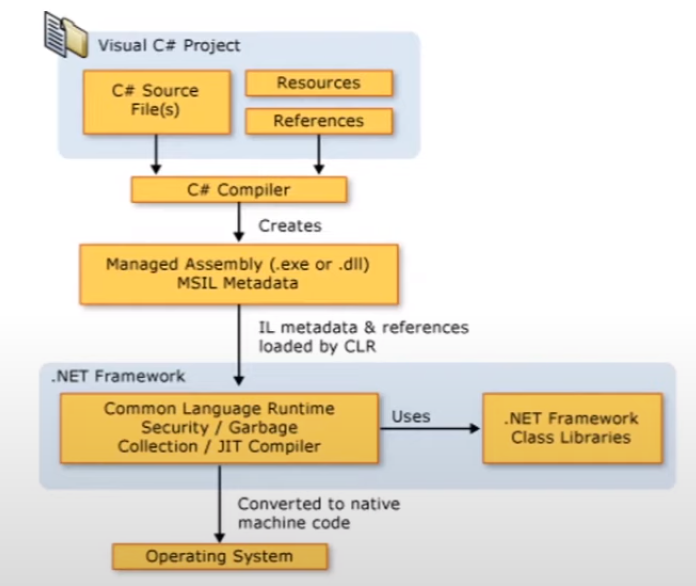 Visual C# Project
C# Source
File(s)
Resources
References
C# Compiler
Creates
Managed Assembly (.exe or .dll)
MSIL Metadata
IL metadata & references
loaded by CLR
.NET Framework
Common Language Runtime
Security / Garbage
Collection / JIT Compiler
Uses
.NET Framework
Class Libraries
Converted to native
machine code
Operating System